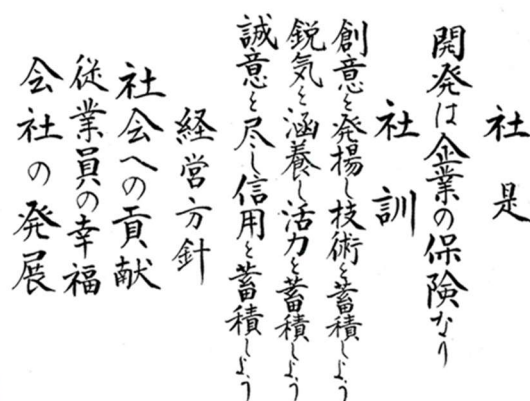 社是
開発は企業の保険なり
社訓
創意を発揚し技術を蓄積しよう
鋭気を涵養し活力を蓄積しよう
誠意を尽し信用を蓄積しよう
経営方針
社会への貢献
従業員の幸福
会社の発展